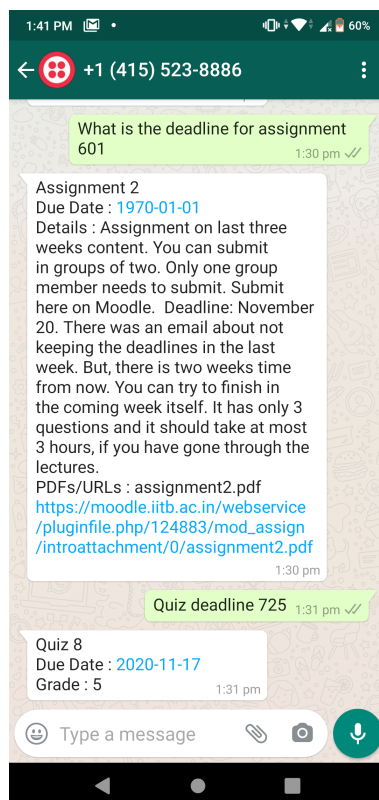 1:41 PM
60%
+1 (415) 523-8886
What is the deadline for assignment
601
1:30 pm
Assignment 2
Due Date : 1970-01-01
Details : Assignment on last three
weeks content. You can submit
in groups of two. Only one group
member needs to submit. Submit
here on Moodle.  Deadline: November
20. There was an email about not
keeping the deadlines in the last
week. But, there is two weeks time
from now. You can try to finish in
the coming week itself. It has only 3
questions and it should take at most
3 hours, if you have gone through the
lectures.
PDFs/URLs : assignment2.pdf
https://moodle.iitb.ac.in/webservice
/pluginfile.php/124883/mod_assign
/introattachment/0/assignment2.pdf
1:30 pm
Quiz deadline 725 1:31 pm
Quiz 8
Due Date : 2020-11-17
Grade : 5
1:31 pm
Type a message